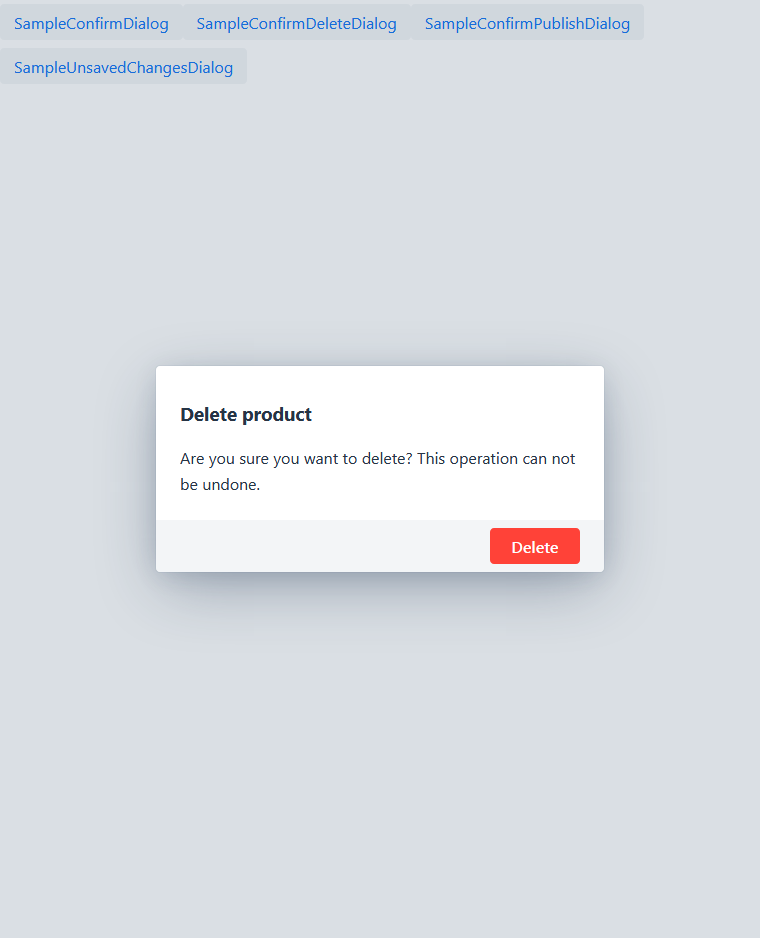 SampleConfirmDialog SampleConfirmDeleteDialog SampleConfirmPublishDialog
SampleUnsavedChangesDialog
Delete product
Are you sure you want to delete? This operation can not
be undone.
Delete